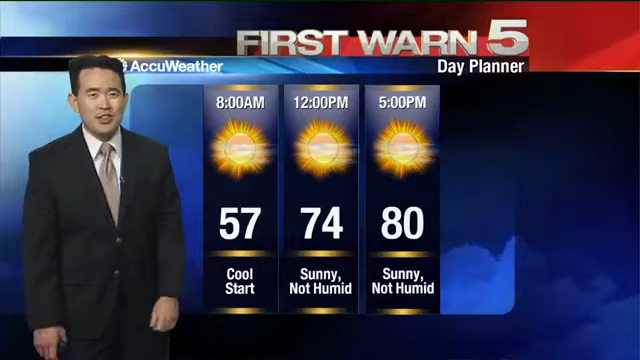 FIRST WARN 5
AccuWeather
Day Planner
8:00AM
12:00PM
5:00PM
57
74
80
Cool
Start
Sunny,
Not Humid
Sunny,
Not Humid